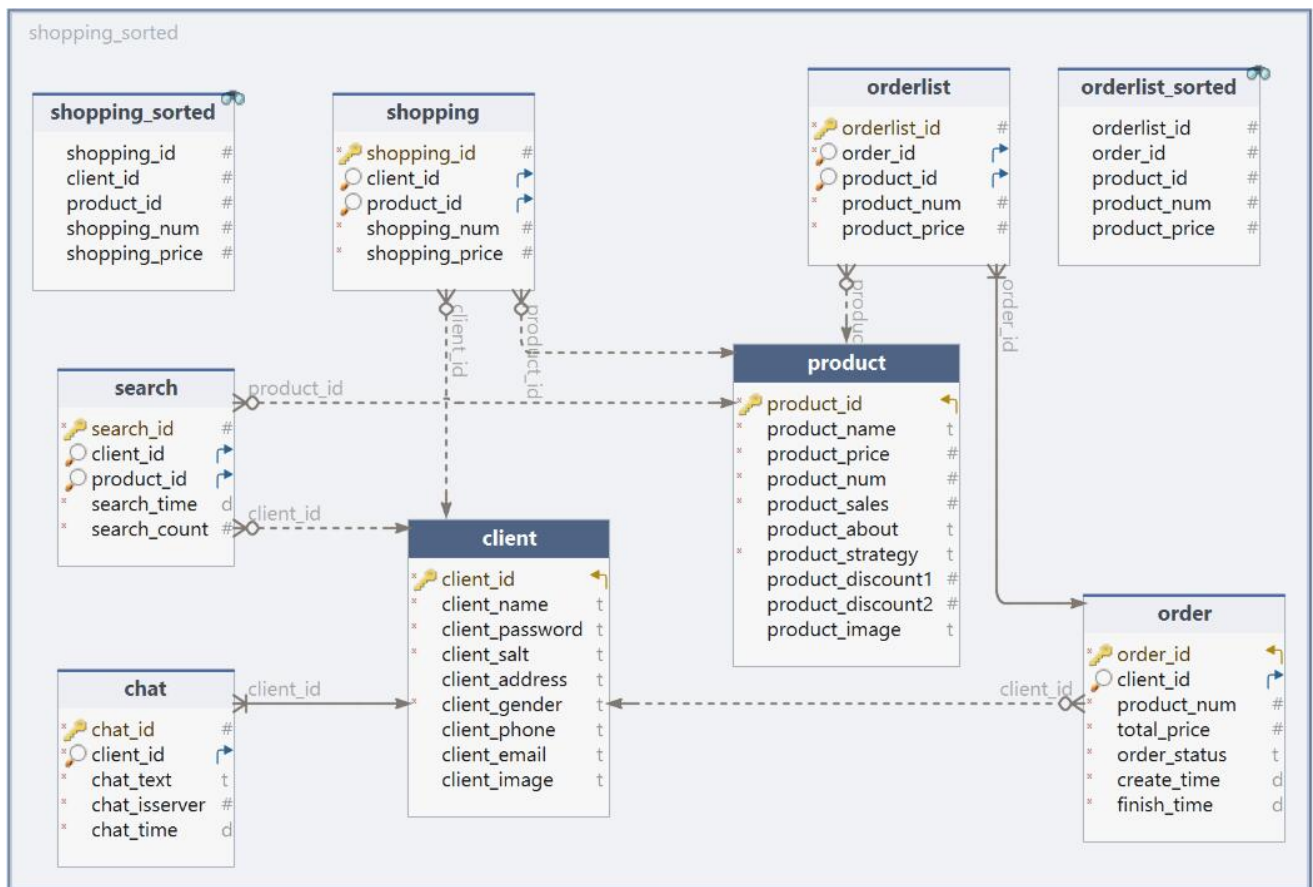 shopping_sorted
shopping_sorted
shopping_id #
client_id #
product_id #
shopping_num #
shopping_price #
shopping
shopping_id #
client_id
product_id
shopping_num #
shopping_price #
orderlist
orderlist_id #
order_id
product_id
product_num #
product_price #
orderlist_sorted
orderlist_id #
order_id #
product_id #
product_num #
product_price #
client_id
product_id
produc
order_id
search
search_id #
client_id
product_id
search_time d
search_count #
product_id
client_id
product
product_id
product_name t
product_price #
product_num #
product_sales #
product_about t
product_strategy t
product_discount1 #
product_discount2 #
product_image t
client
client_id
client_name t
client_password t
client_salt t
client_address t
client_gender t
client_phone t
client_email t
client_image t
chat
chat_id #
client_id
chat_text t
chat_isserver #
chat_time d
client_id
client_id
order
order_id
client_id
product_num #
total_price #
order_status t
create_time d
finish_time d